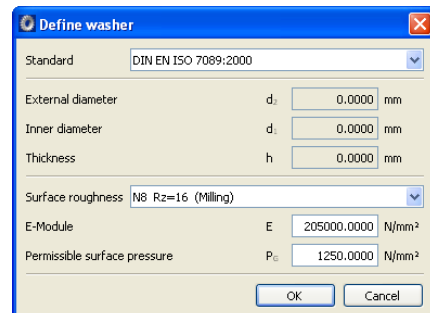 Define washer
Standard DIN EN ISO 7089:2000
External diameter d₂ 0.0000 mm
Inner diameter d₁ 0.0000 mm
Thickness h 0.0000 mm
Surface roughness N8 Rz=16 (Milling)
E-Module E 205000.0000 N/mm²
Permissible surface pressure P_G 1250.0000 N/mm²
OK Cancel